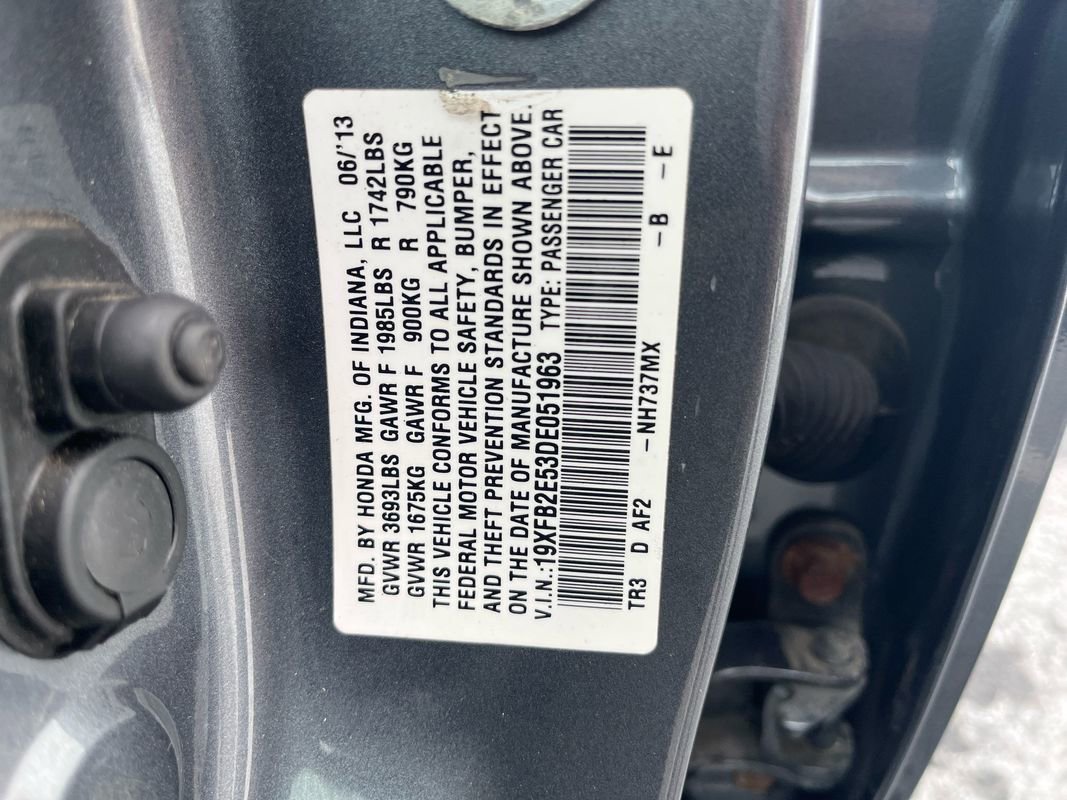 MFD. BY HONDA MFG. OF INDIANA, LLC 06/'13
GVWR 3693LBS GAWR F 1985LBS R 1742LBS
GVWR 1675KG GAWR F 900KG R 790KG
THIS VEHICLE CONFORMS TO ALL APPLICABLE
FEDERAL MOTOR VEHICLE SAFETY, BUMPER,
AND THEFT PREVENTION STANDARDS IN EFFECT
ON THE DATE OF MANUFACTURE SHOWN ABOVE.
V.I.N.:19XFB2E53DE051963 TYPE: PASSENGER CAR
TR3 D AF2 -NH737MX -B -E